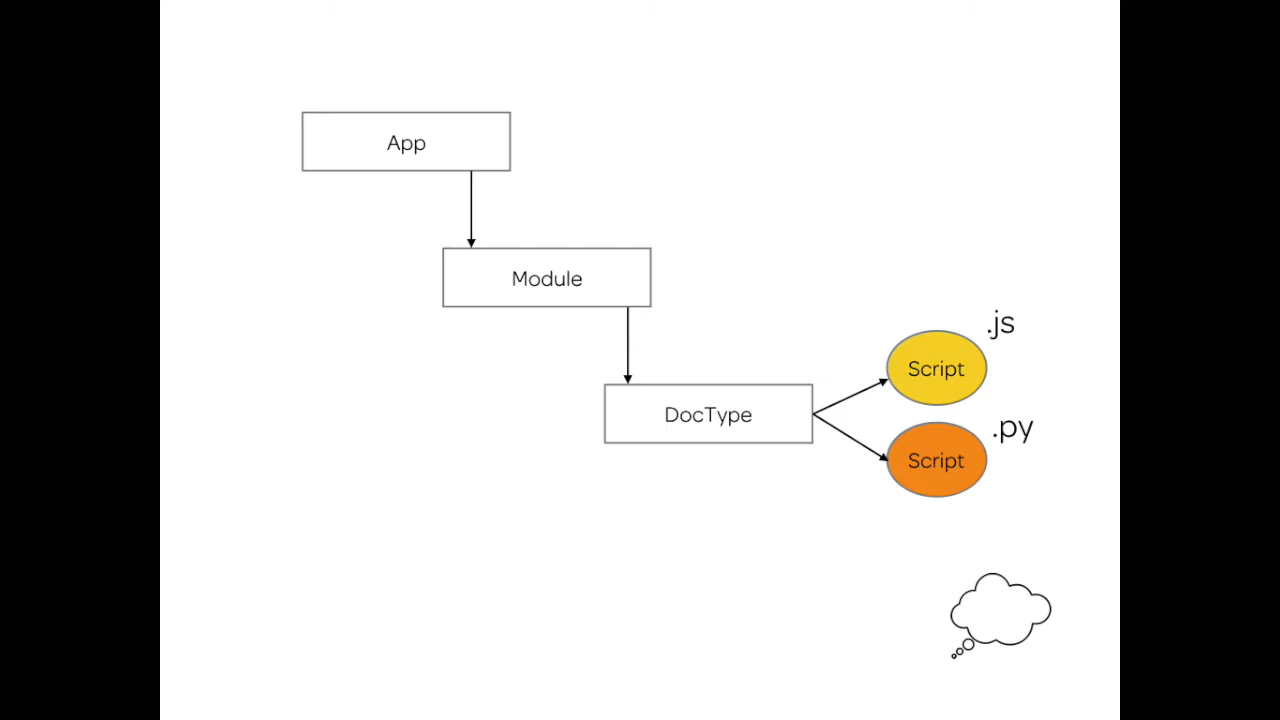 App
Module
DocType
.js
Script
.py
Script